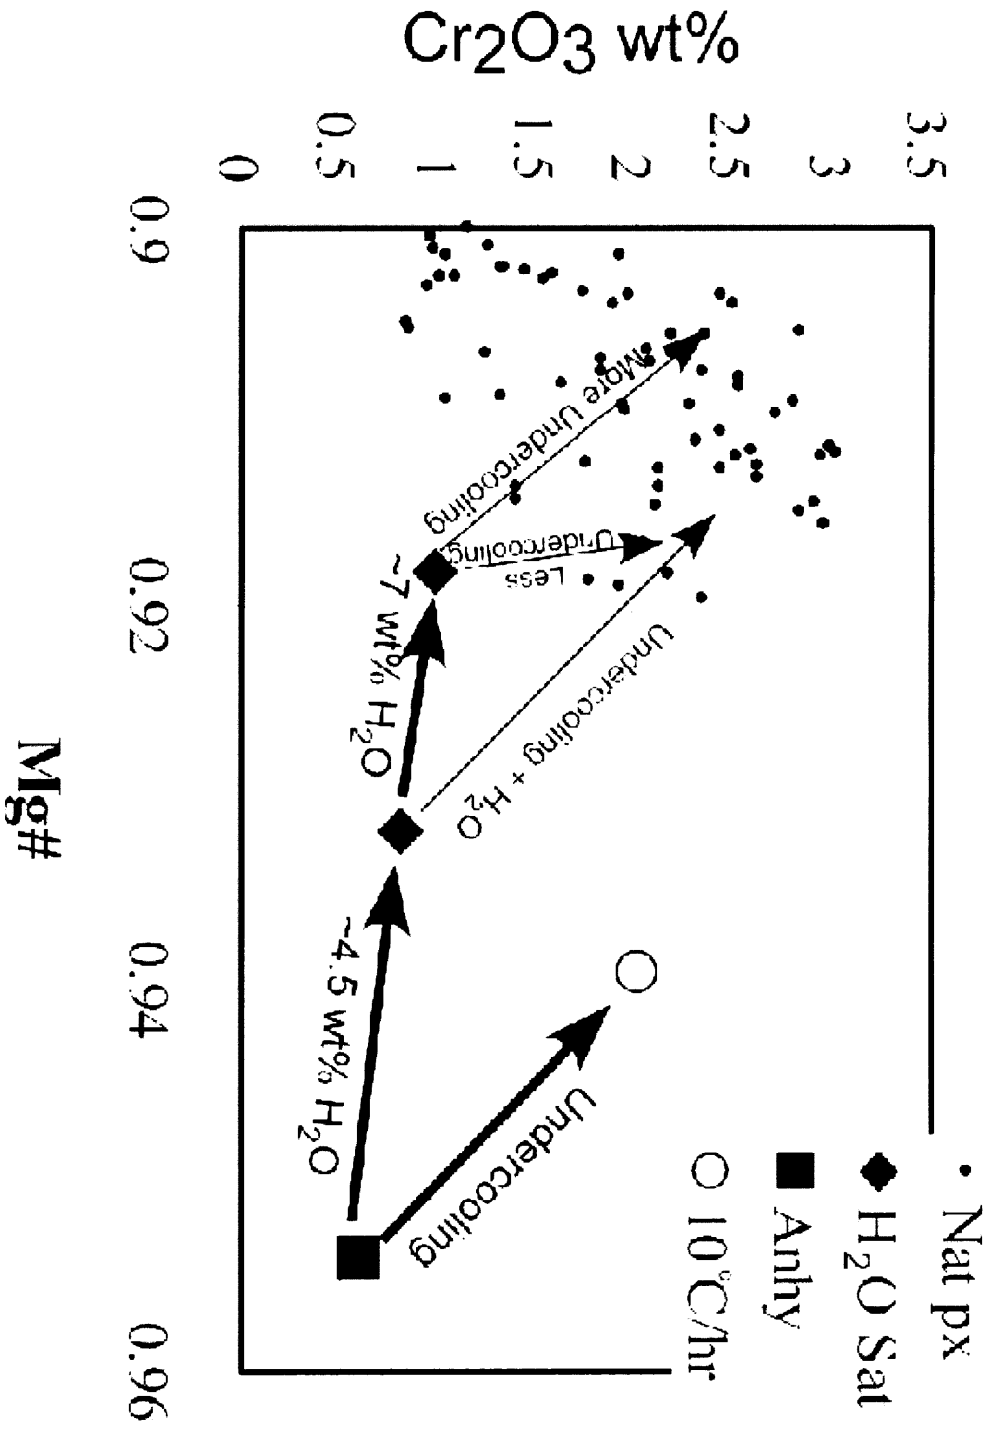 Nat px
H2O Sat
Anhy
10°C/hr
Cr2O3 wt%
3.5
3
2.5
2
1.5
1
0.5
0
More Undercooling
Less
Undercooling
Undercooling + H2O
Undercooling
~7 wt% H2O
~4.5 wt% H2O
0.9
0.92
0.94
0.96
Mg#